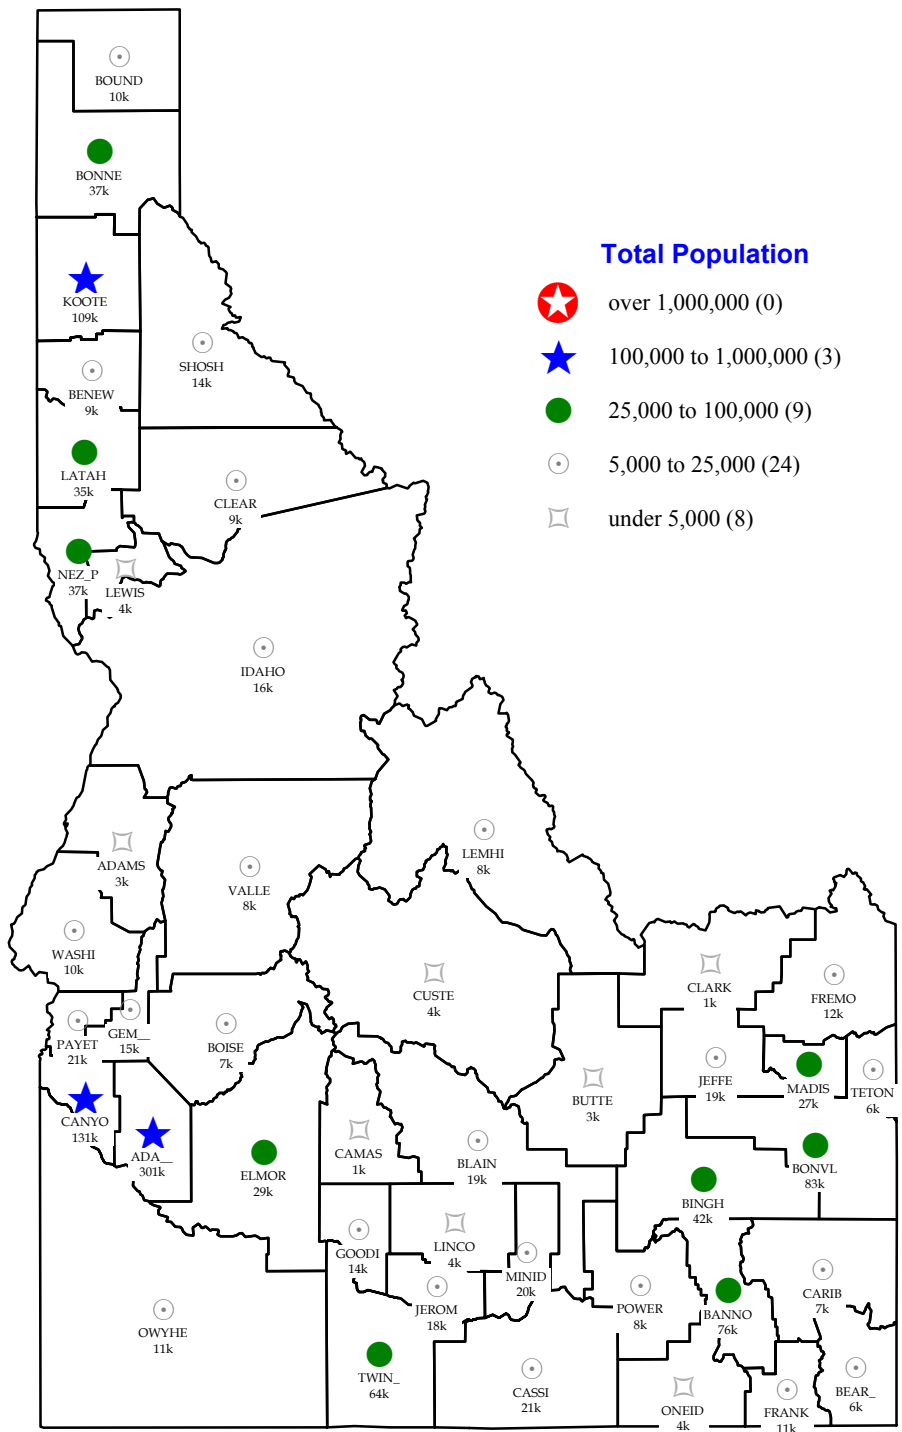 BOUND
10k
BONNE
37k
Total Population
over 1,000,000 (0)
100,000 to 1,000,000 (3)
25,000 to 100,000 (9)
5,000 to 25,000 (24)
under 5,000 (8)
KOOTE
109k
SHOSH
14k
BENEW
9k
LATAH
35k
CLEAR
9k
NEZ_P
37k
LEWIS
4k
IDAHO
16k
ADAMS
3k
LEMHI
8k
VALLE
8k
WASHI
10k
CUSTE
4k
CLARK
1k
FREMO
12k
PAYET
21k
GEM__
15k
BOISE
7k
BUTTE
3k
JEFFE
19k
MADIS
27k
TETON
6k
CANYO
131k
ADA__
301k
ELMOR
29k
CAMAS
1k
BLAIN
19k
BONVL
83k
BINGH
42k
GOODI
14k
LINCO
4k
MINID
20k
JEROM
18k
POWER
8k
BANNO
76k
CARIB
7k
OWYHE
11k
TWIN_
64k
CASSI
21k
ONEID
4k
FRANK
11k
BEAR_
6k